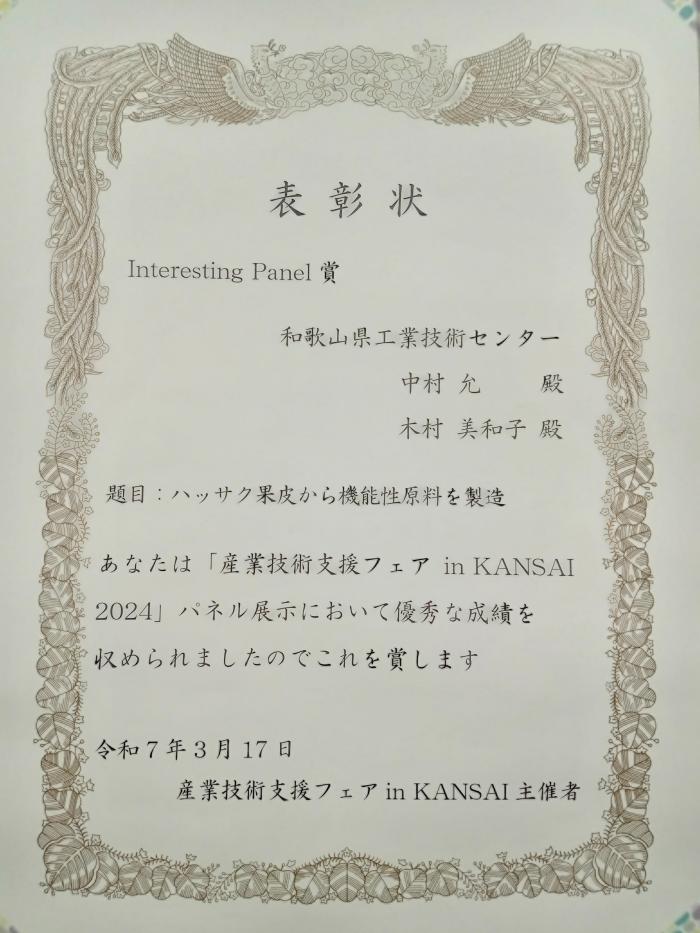 表彰状
Interesting Panel 賞
和歌山県工業技術センター
中村 允 殿
木村 美和子 殿
題目：ハッサク果皮から機能性原料を製造
あなたは「産業技術支援フェア in KANSAI
2024」パネル展示において優秀な成績を
収められましたのでこれを賞します
令和７年３月 17 日
産業技術支援フェア in KANSAI 主催者